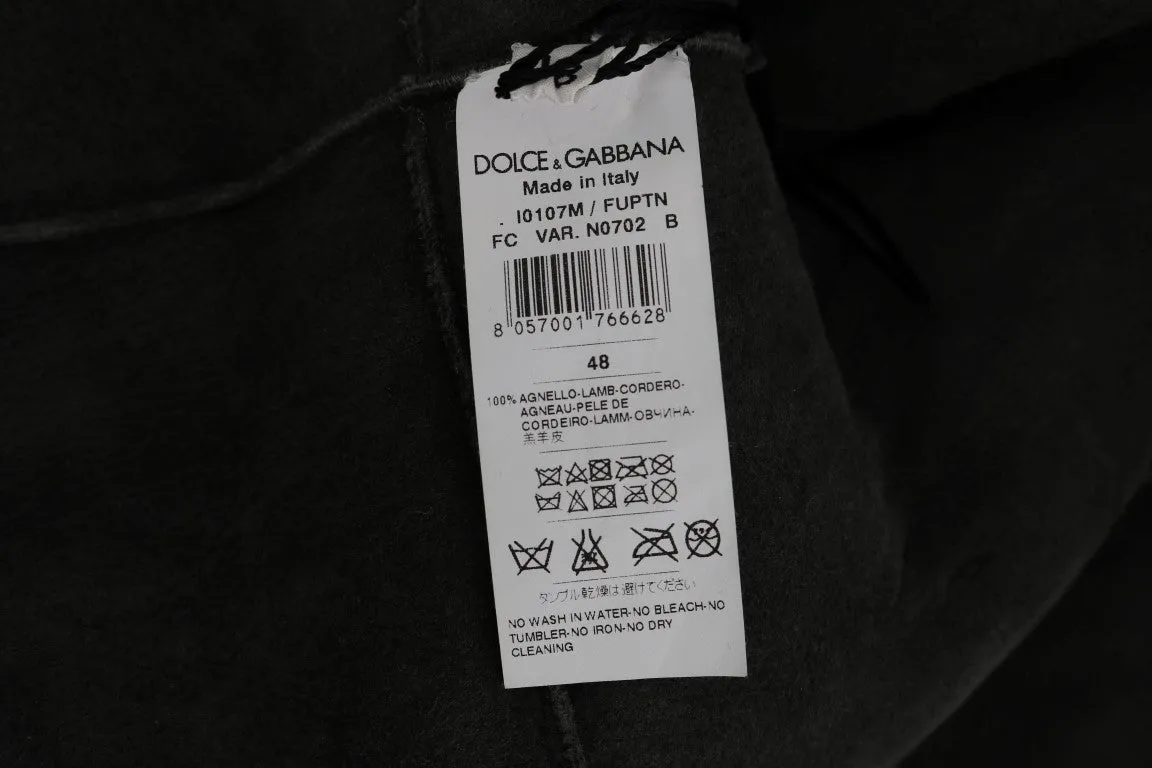 DOLCE & GABBANA
Made in Italy
. I0107M / FUPTN
FC VAR. N0702 B
8 057001 766628
48
100% AGNELLO-LAMB-CORDERO-
AGNEAU-PELE DE
CORDEIRO-LAMM-ОВЧИНА-
羔羊皮
タンブル乾燥は避けてください
NO WASH IN WATER-NO BLEACH-NO
TUMBLER-NO IRON-NO DRY
CLEANING